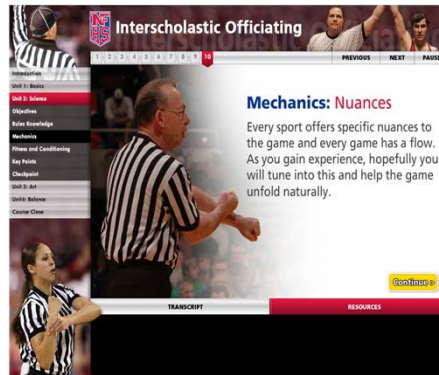 NF
HS
Interscholastic Officiating
1 2 3 4 5 6 7 8 9 10
PREVIOUS NEXT PAUSE
Introduction
Unit 1: Basics
Unit 2: Science
Objectives
Rules Knowledge
Mechanics
Fitness and Conditioning
Key Points
Checkpoint
Unit 3: Art
Unit4: Balance
Course Close
Mechanics: Nuances
Every sport offers specific nuances to
the game and every game has a flow.
As you gain experience, hopefully you
will tune into this and help the game
unfold naturally.
Continue »
TRANSCRIPT
RESOURCES